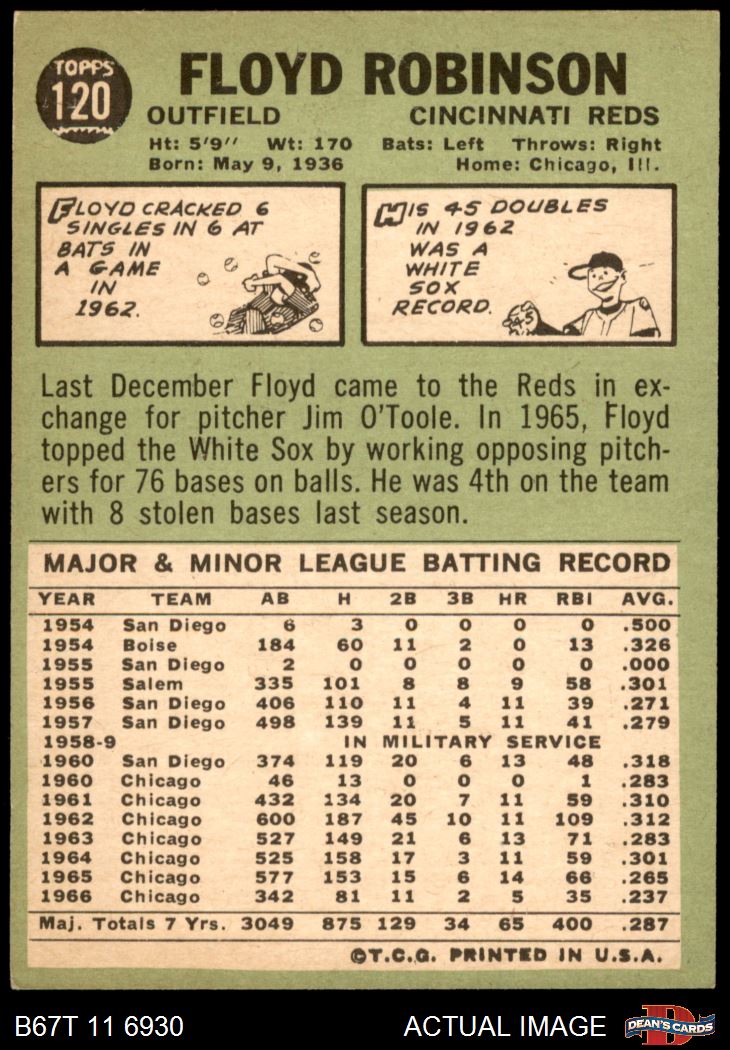 TOPPS
120
FLOYD ROBINSON
OUTFIELD CINCINNATI REDS
Ht: 5'9" Wt: 170 Bats: Left Throws: Right
Born: May 9, 1936 Home: Chicago, Ill.
FLOYD CRACKED 6
SINGLES IN 6 AT
BATS IN
A GAME
IN
1962.
HIS 45 DOUBLES
IN 1962
WAS A
WHITE
SOX
RECORD.
45
Last December Floyd came to the Reds in ex-
change for pitcher Jim O'Toole. In 1965, Floyd
topped the White Sox by working opposing pitch-
ers for 76 bases on balls. He was 4th on the team
with 8 stolen bases last season.
MAJOR & MINOR LEAGUE BATTING RECORD
YEAR TEAM AB H 2B 3B HR RBI AVG.
1954 San Diego 6 3 0 0 0 0 .500
1954 Boise 184 60 11 2 0 13 .326
1955 San Diego 2 0 0 0 0 0 .000
1955 Salem 335 101 8 8 9 58 .301
1956 San Diego 406 110 11 4 11 39 .271
1957 San Diego 498 139 11 5 11 41 .279
1958-9 IN MILITARY SERVICE
1960 San Diego 374 119 20 6 13 48 .318
1960 Chicago 46 13 0 0 0 1 .283
1961 Chicago 432 134 20 7 11 59 .310
1962 Chicago 600 187 45 10 11 109 .312
1963 Chicago 527 149 21 6 13 71 .283
1964 Chicago 525 158 17 3 11 59 .301
1965 Chicago 577 153 15 6 14 66 .265
1966 Chicago 342 81 11 2 5 35 .237
Maj. Totals 7 Yrs. 3049 875 129 34 65 400 .287
©T.C.G. PRINTED IN U.S.A.
B67T 11 6930 ACTUAL IMAGE
D
DEAN'S CARDS